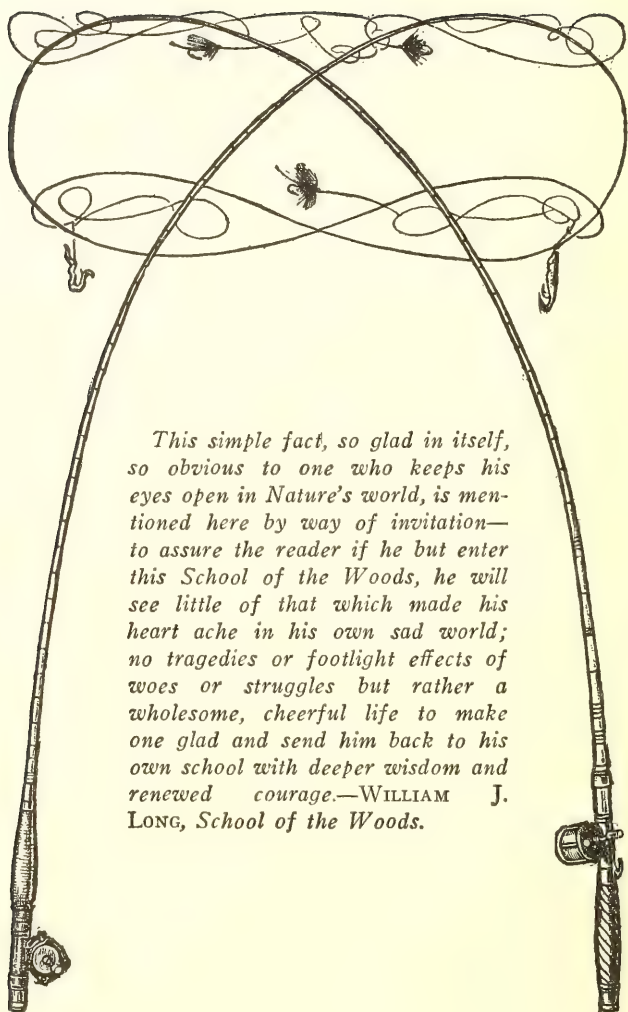 This simple fact, so glad in itself,
so obvious to one who keeps his
eyes open in Nature's world, is men-
tioned here by way of invitation—
to assure the reader if he but enter
this School of the Woods, he will
see little of that which made his
heart ache in his own sad world;
no tragedies or footlight effects of
woes or struggles but rather a
wholesome, cheerful life to make
one glad and send him back to his
own school with deeper wisdom and
renewed courage.—WILLIAM J.
LONG, School of the Woods.